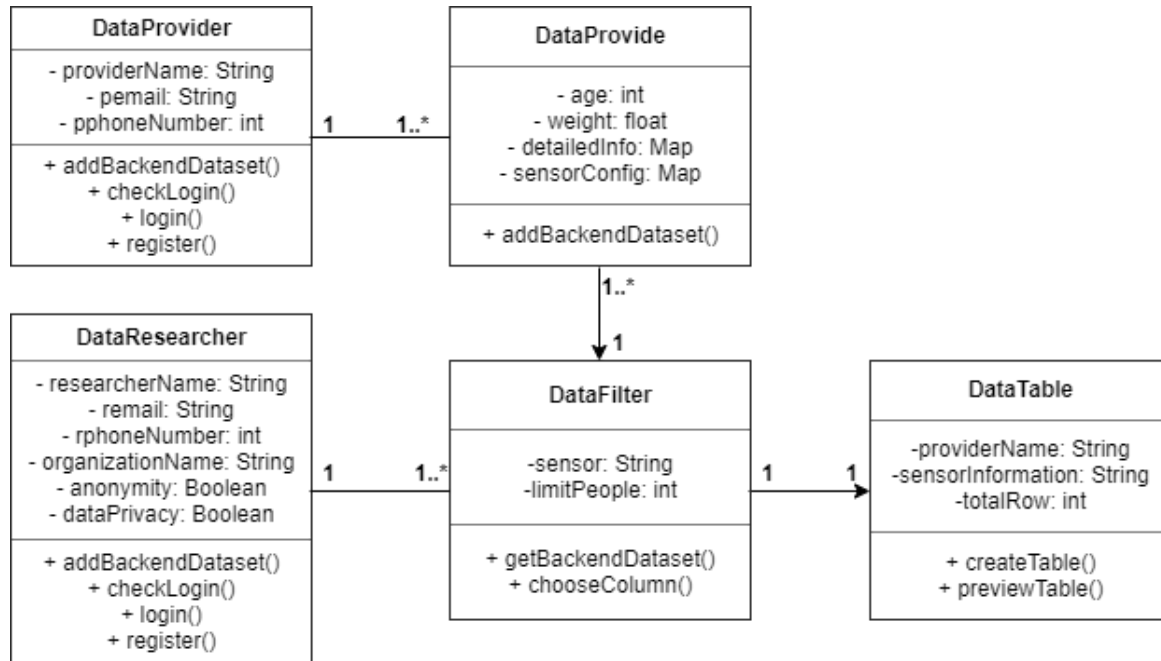 DataProvider
- providerName: String
- pemail: String
- pphoneNumber: int
+ addBackendDataset()
+ checkLogin()
+ login()
+ register()
1
1..*
DataProvide
- age: int
- weight: float
- detailedInfo: Map
- sensorConfig: Map
+ addBackendDataset()
1..*
1
DataResearcher
- researcherName: String
- remail: String
- rphoneNumber: int
- organizationName: String
- anonymity: Boolean
- dataPrivacy: Boolean
+ addBackendDataset()
+ checkLogin()
+ login()
+ register()
1
1..*
DataFilter
-sensor: String
-limitPeople: int
+ getBackendDataset()
+ chooseColumn()
1
1
DataTable
-providerName: String
-sensorInformation: String
-totalRow: int
+ createTable()
+ previewTable()